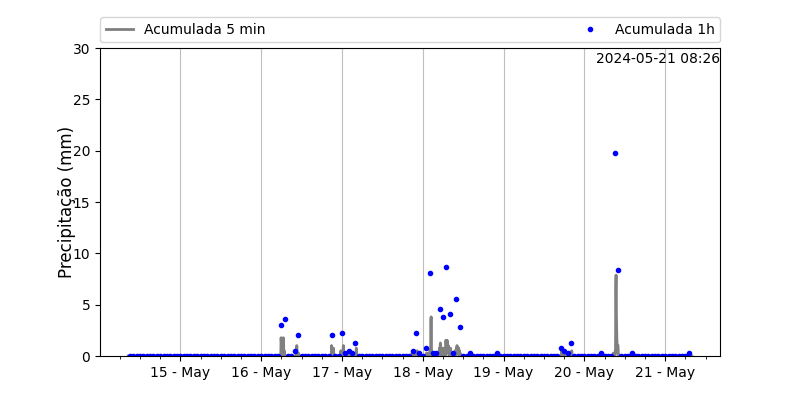 Acumulada 5 min Acumulada 1h
2024-05-21 08:26
Precipitação (mm)
30
25
20
15
10
5
0
15 - May 16 - May 17 - May 18 - May 19 - May 20 - May 21 - May